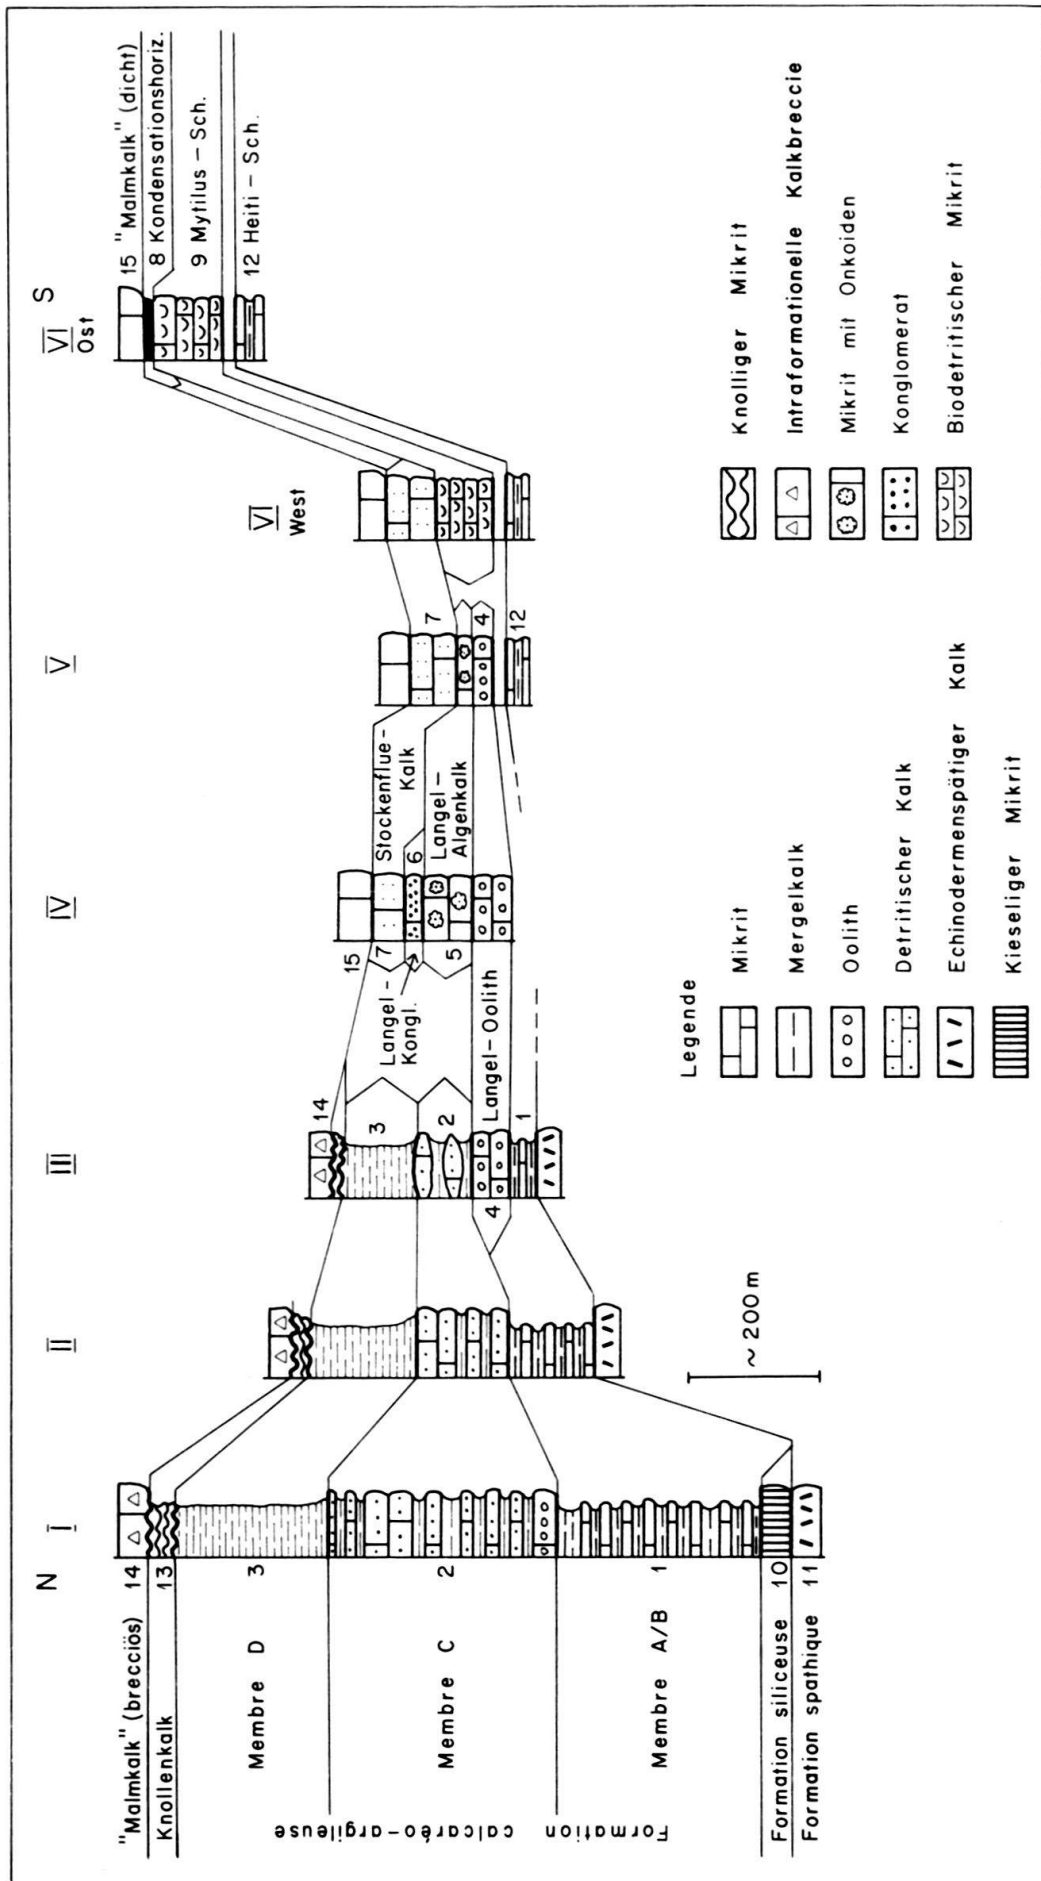 N
S
I
II
III
IV
V
VI
West
VI
Ost
"Malmkalk" (brecciös) 14
Knollenkalk 13
Membre D 3
Membre C 2
Membre A/B 1
Formation calcaréo-argileuse
Formation siliceuse 10
Formation spathique 11
14
3
2
1
4
Langel-Oolith
Langel-
Kongl.
15
7
5
6
Stockenflue-
Kalk
Langel-
Algenkalk
7
4
12
15 "Malmkalk" (dicht)
8 Kondensationshoriz.
9 Mytilus-Sch.
12 Heiti-Sch.
~200m
Legende
Mikrit
Mergelkalk
Oolith
Detritischer Kalk
Echinodermenspätiger Kalk
Kieseliger Mikrit
Knolliger Mikrit
Intraformationelle Kalkbreccie
Mikrit mit Onkoiden
Konglomerat
Biodetritischer Mikrit